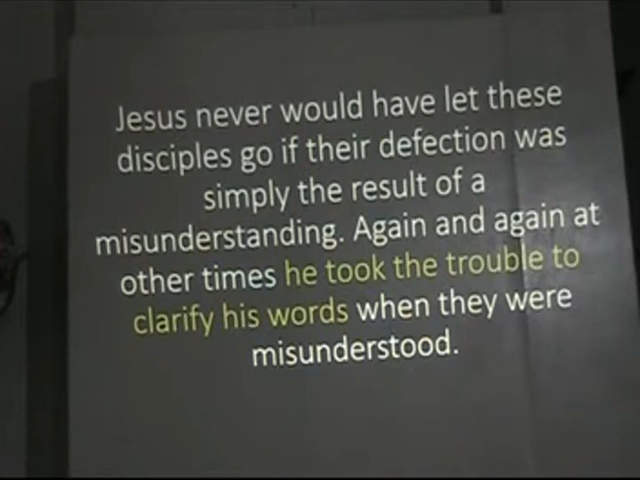 Jesus never would have let these
disciples go if their defection was
simply the result of a
misunderstanding. Again and again at
other times he took the trouble to
clarify his words when they were
misunderstood.